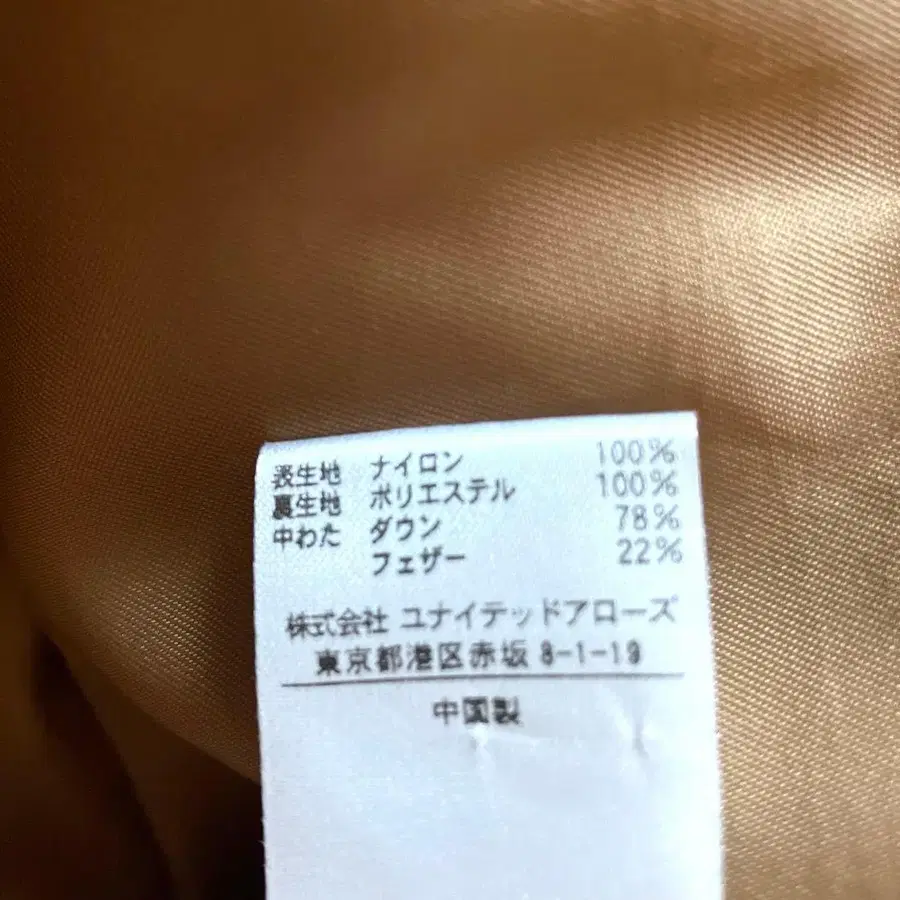 表生地 ナイロン 100%
裏生地 ポリエステル 100%
中わた ダウン 78%
フェザー 22%
株式会社 ユナイテッドアローズ
東京都港区赤坂 8-1-19
中国製